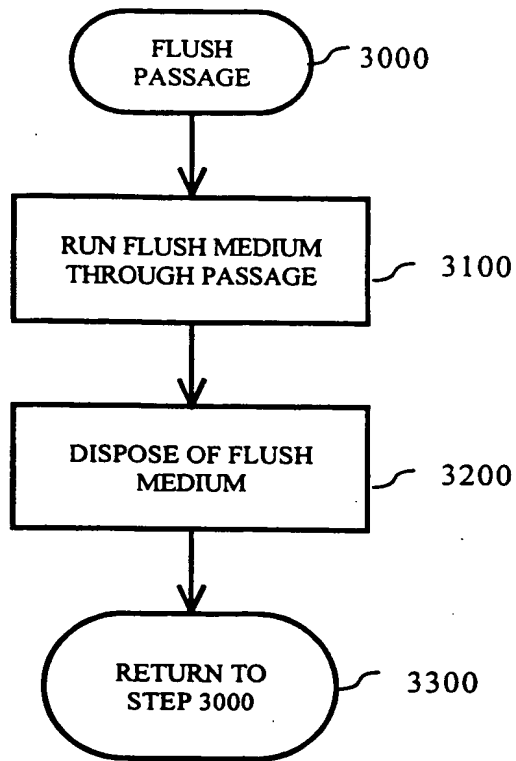 FLUSH
PASSAGE
3000
RUN FLUSH MEDIUM
THROUGH PASSAGE
3100
DISPOSE OF FLUSH
MEDIUM
3200
RETURN TO
STEP 3000
3300